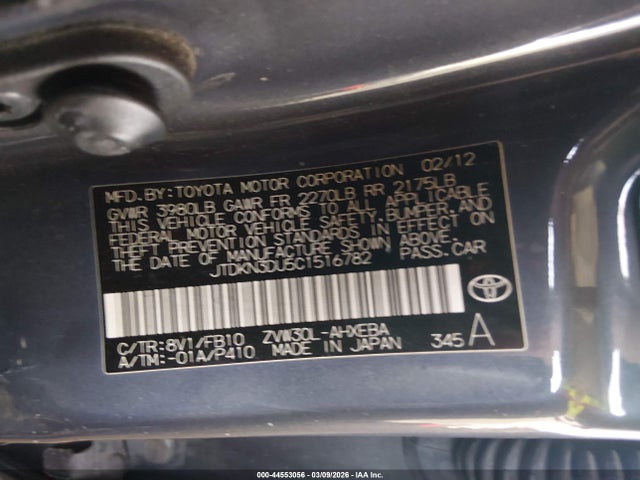 MFD. BY: TOYOTA MOTOR CORPORATION 02/12
GVWR 3980LB GAWR FR 2270LB RR 2175LB
THIS VEHICLE CONFORMS TO ALL APPLICABLE
FEDERAL MOTOR VEHICLE SAFETY, BUMPER, AND
THEFT PREVENTION STANDARDS IN EFFECT ON
THE DATE OF MANUFACTURE SHOWN ABOVE.
JTDKN3DU5C1516782 PASS. CAR
C/TR: 8V1/FB10 ZVW30L-AHXEBA
A/TM: -01A/P410 MADE IN JAPAN 345 A
000-44553056 - 03/09/2026 - IAA Inc.